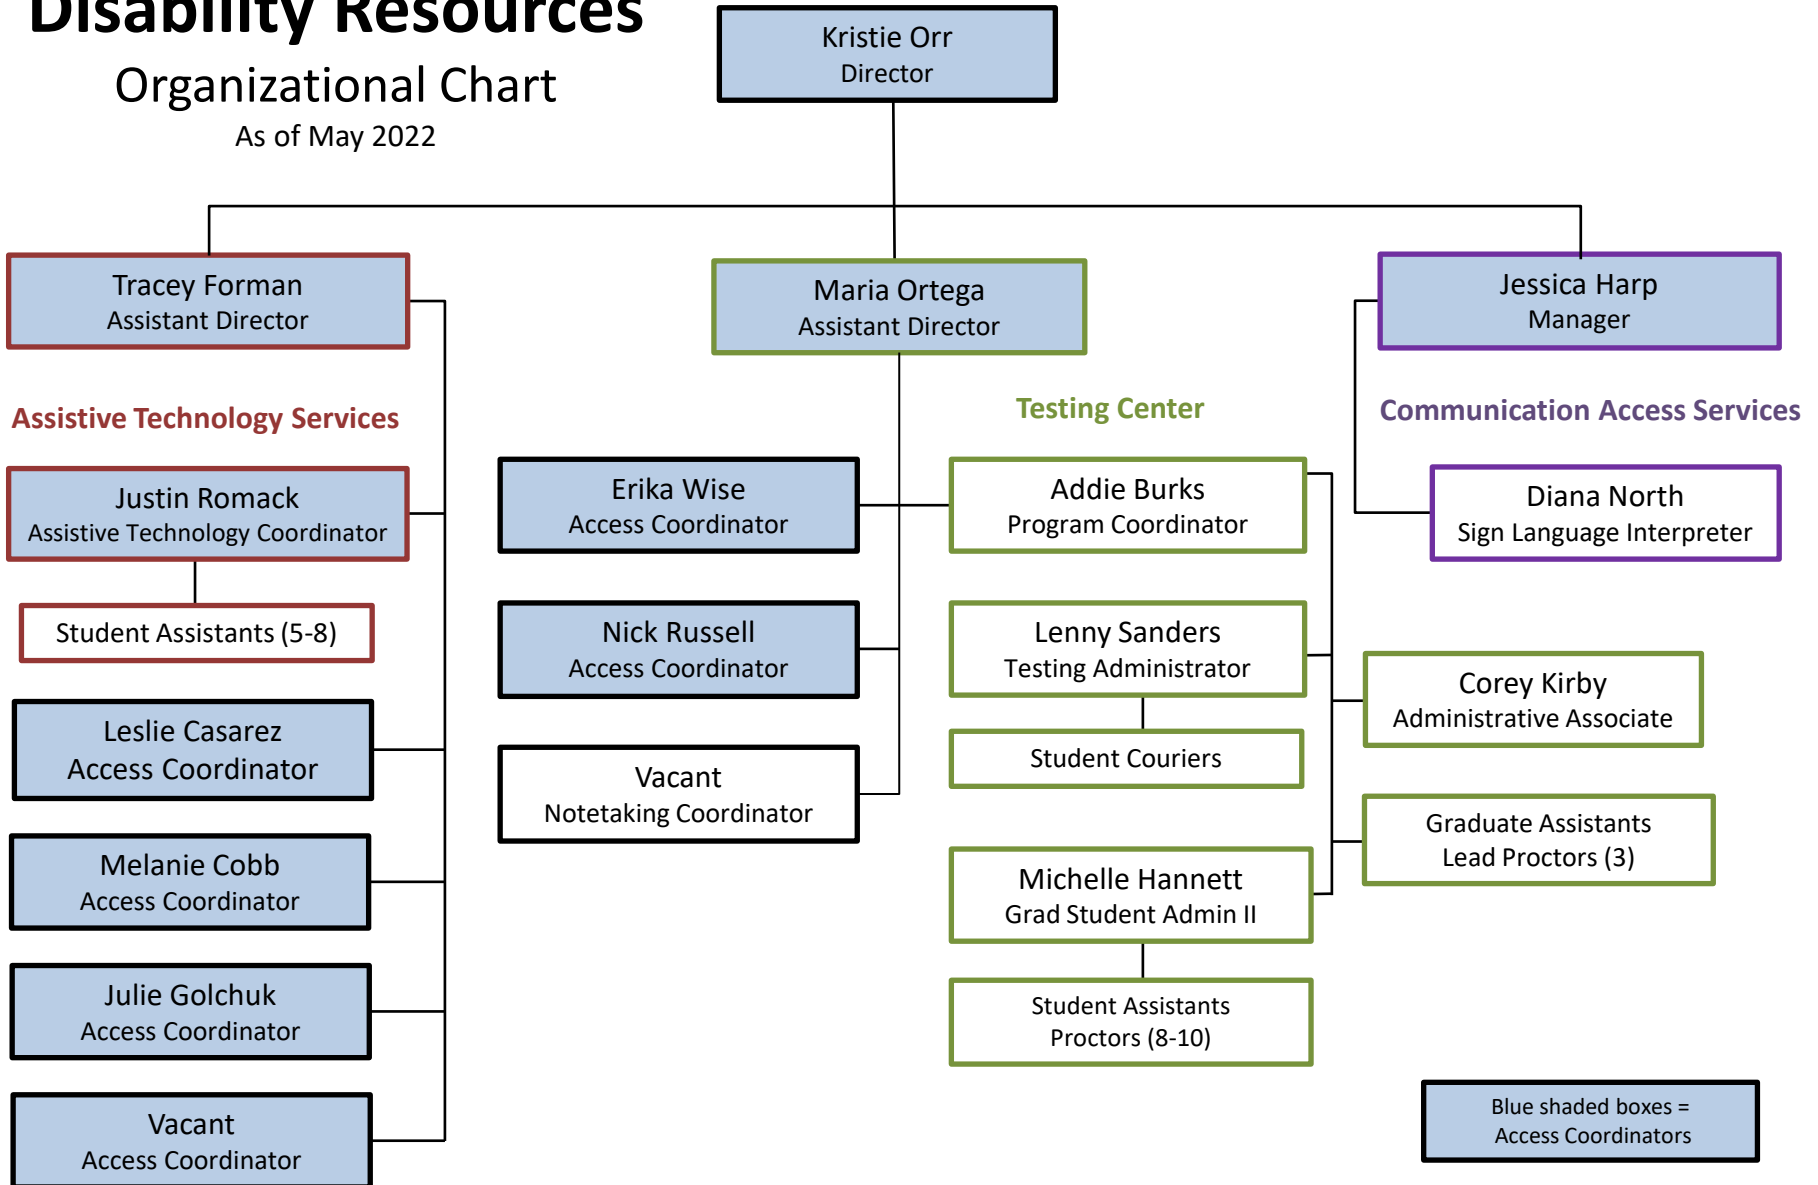 Disability Resources
Organizational Chart
As of May 2022
Kristie Orr
Director
Tracey Forman
Assistant Director
Maria Ortega
Assistant Director
Jessica Harp
Manager
Assistive Technology Services
Testing Center
Communication Access Services
Justin Romack
Assistive Technology Coordinator
Student Assistants (5-8)
Leslie Casarez
Access Coordinator
Melanie Cobb
Access Coordinator
Julie Golchuk
Access Coordinator
Vacant
Access Coordinator
Erika Wise
Access Coordinator
Nick Russell
Access Coordinator
Vacant
Notetaking Coordinator
Addie Burks
Program Coordinator
Lenny Sanders
Testing Administrator
Student Couriers
Michelle Hannett
Grad Student Admin II
Student Assistants
Proctors (8-10)
Corey Kirby
Administrative Associate
Graduate Assistants
Lead Proctors (3)
Diana North
Sign Language Interpreter
Blue shaded boxes =
Access Coordinators